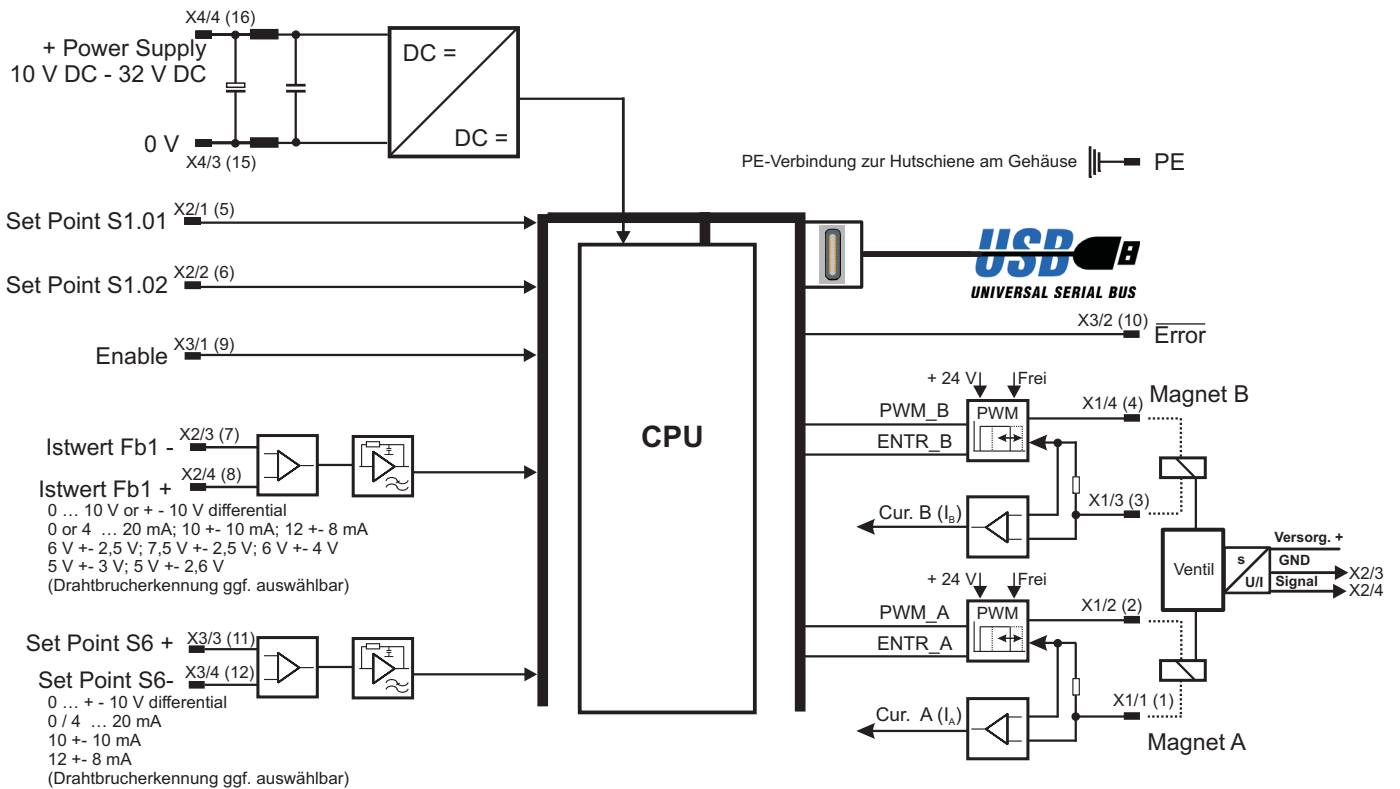 X4/4 (16)
+ Power Supply
10 V DC - 32 V DC
0 V
X4/3 (15)
DC =
DC =
PE-Verbindung zur Hutschiene am Gehäuse
PE
Set Point S1.01
X2/1 (5)
Set Point S1.02
X2/2 (6)
Enable
X3/1 (9)
USB
UNIVERSAL SERIAL BUS
X3/2 (10)
Error
CPU
Istwert Fb1 -
X2/3 (7)
Istwert Fb1 +
X2/4 (8)
0 ... 10 V or + - 10 V differential
0 or 4 ... 20 mA; 10 +- 10 mA; 12 +- 8 mA
6 V +- 2,5 V; 7,5 V +- 2,5 V; 6 V +- 4 V
5 V +- 3 V; 5 V +- 2,6 V
(Drahtbrucherkennung ggf. auswählbar)
Set Point S6 +
X3/3 (11)
Set Point S6-
X3/4 (12)
0 ... + - 10 V differential
0 / 4 ... 20 mA
10 +- 10 mA
12 +- 8 mA
(Drahtbrucherkennung ggf. auswählbar)
+ 24 V
Frei
PWM_B
ENTR_B
PWM
X1/4 (4)
Magnet B
Cur. B (IB)
X1/3 (3)
Ventil
s
U/I
Versorg. +
GND
Signal
X2/3
X2/4
+ 24 V
Frei
PWM_A
ENTR_A
PWM
X1/2 (2)
Cur. A (IA)
X1/1 (1)
Magnet A